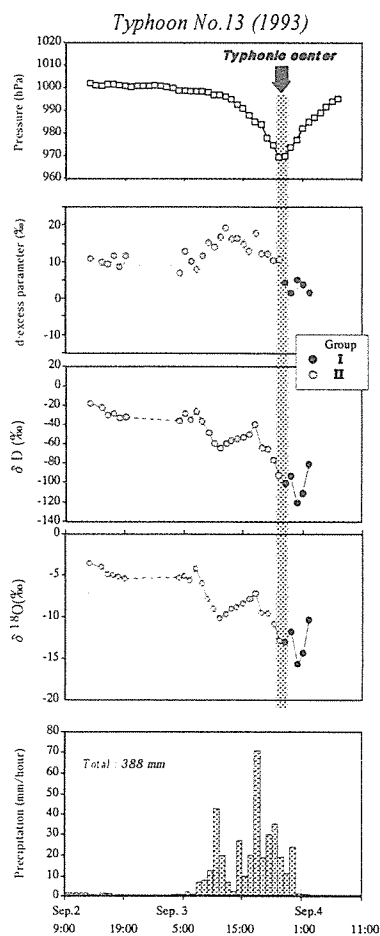 Typhoon No.13 (1993)
Typhonic center
Pressure (hPa)
1020
1010
1000
990
980
970
960
d-excess parameter (‰)
20
10
0
-10
Group
I
II
δ D (‰)
20
0
-20
-40
-60
-80
-100
-120
-140
δ 18O(‰)
0
-5
-10
-15
-20
Precipitation (mm/hour)
80
70
60
50
40
30
20
10
0
Total : 388 mm
Sep.2 Sep. 3 Sep.4
9:00 19:00 5:00 15:00 1:00 11:00